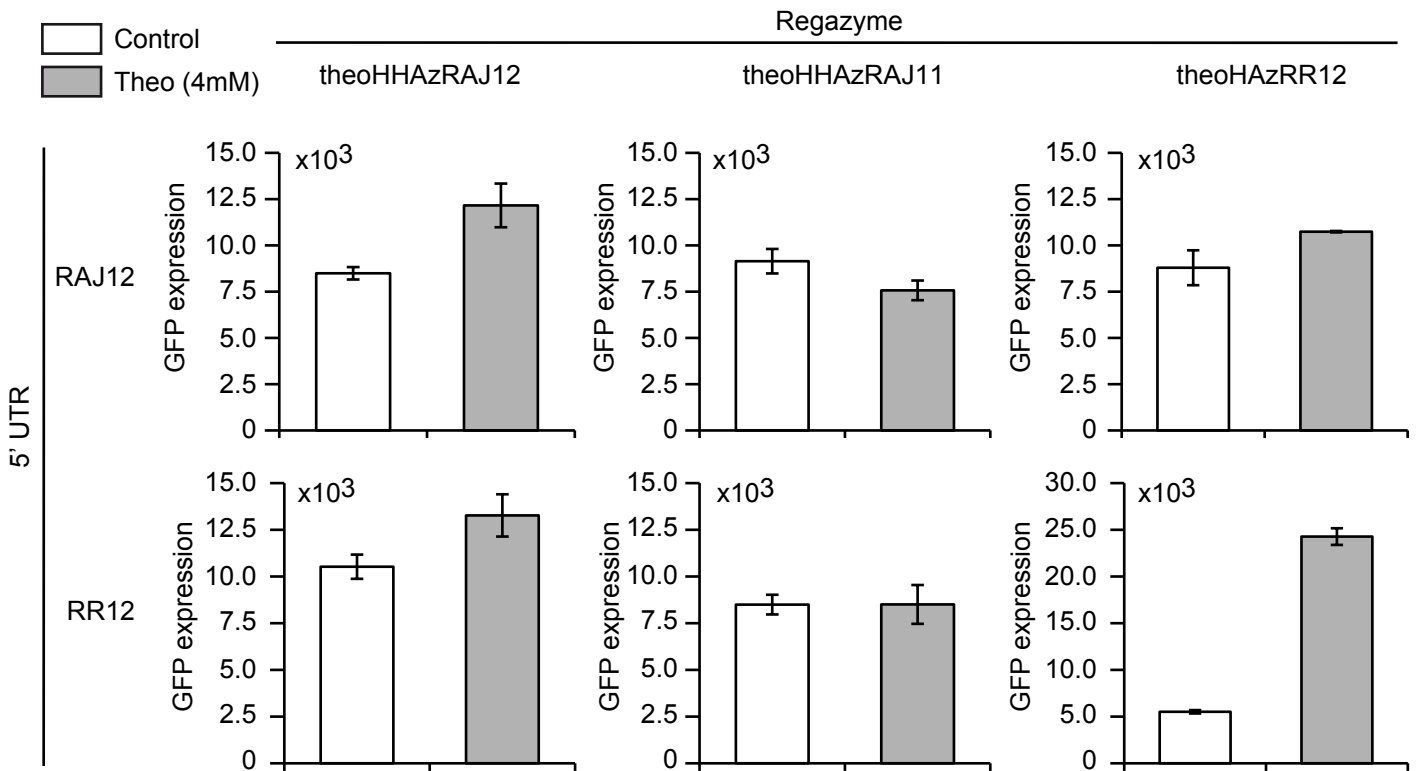 Regazyme
Control
Theo (4mM)
theoHHAzRAJ12
theoHHAzRAJ11
theoHAzRR12
5' UTR
RAJ12
GFP expression
x10³
15.0
12.5
10.0
7.5
5.0
2.5
0
GFP expression
x10³
15.0
12.5
10.0
7.5
5.0
2.5
0
GFP expression
x10³
15.0
12.5
10.0
7.5
5.0
2.5
0
RR12
GFP expression
x10³
15.0
12.5
10.0
7.5
5.0
2.5
0
GFP expression
x10³
15.0
12.5
10.0
7.5
5.0
2.5
0
GFP expression
x10³
30.0
25.0
20.0
15.0
10.0
5.0
0